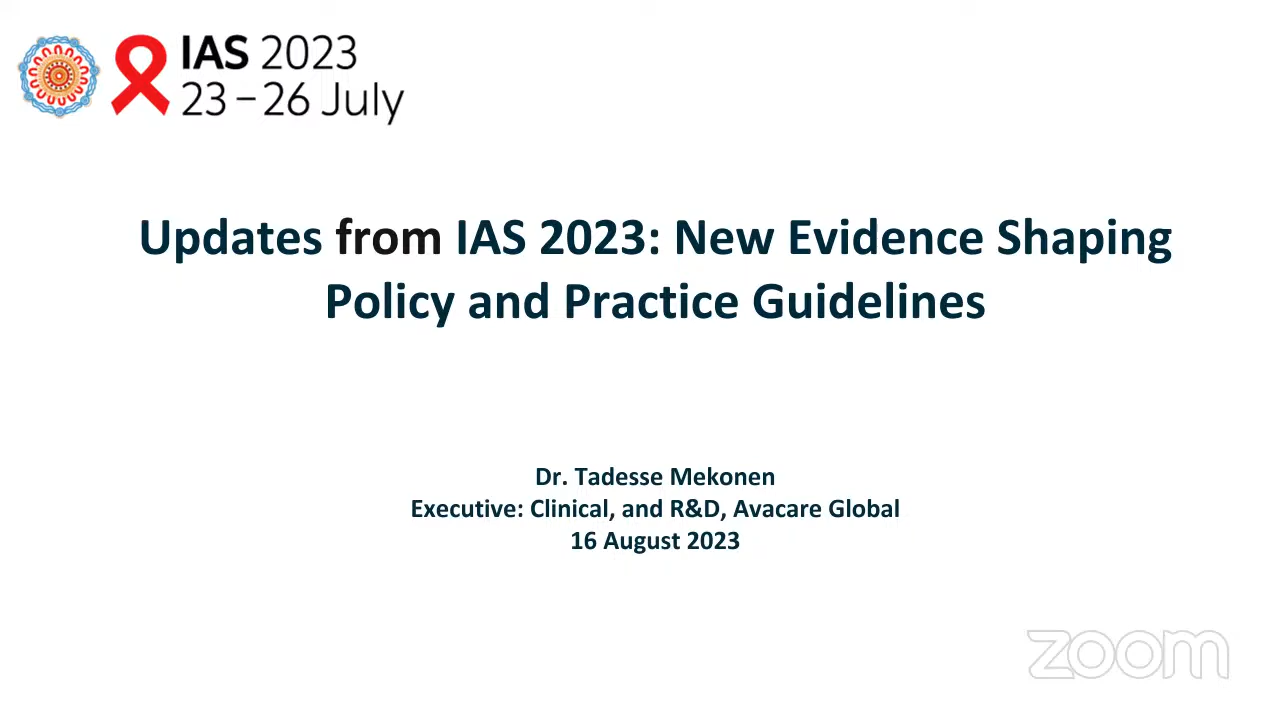 IAS 2023
23 – 26 July
Updates from IAS 2023: New Evidence Shaping
Policy and Practice Guidelines
Dr. Tadesse Mekonen
Executive: Clinical, and R&D, Avacare Global
16 August 2023
zoom